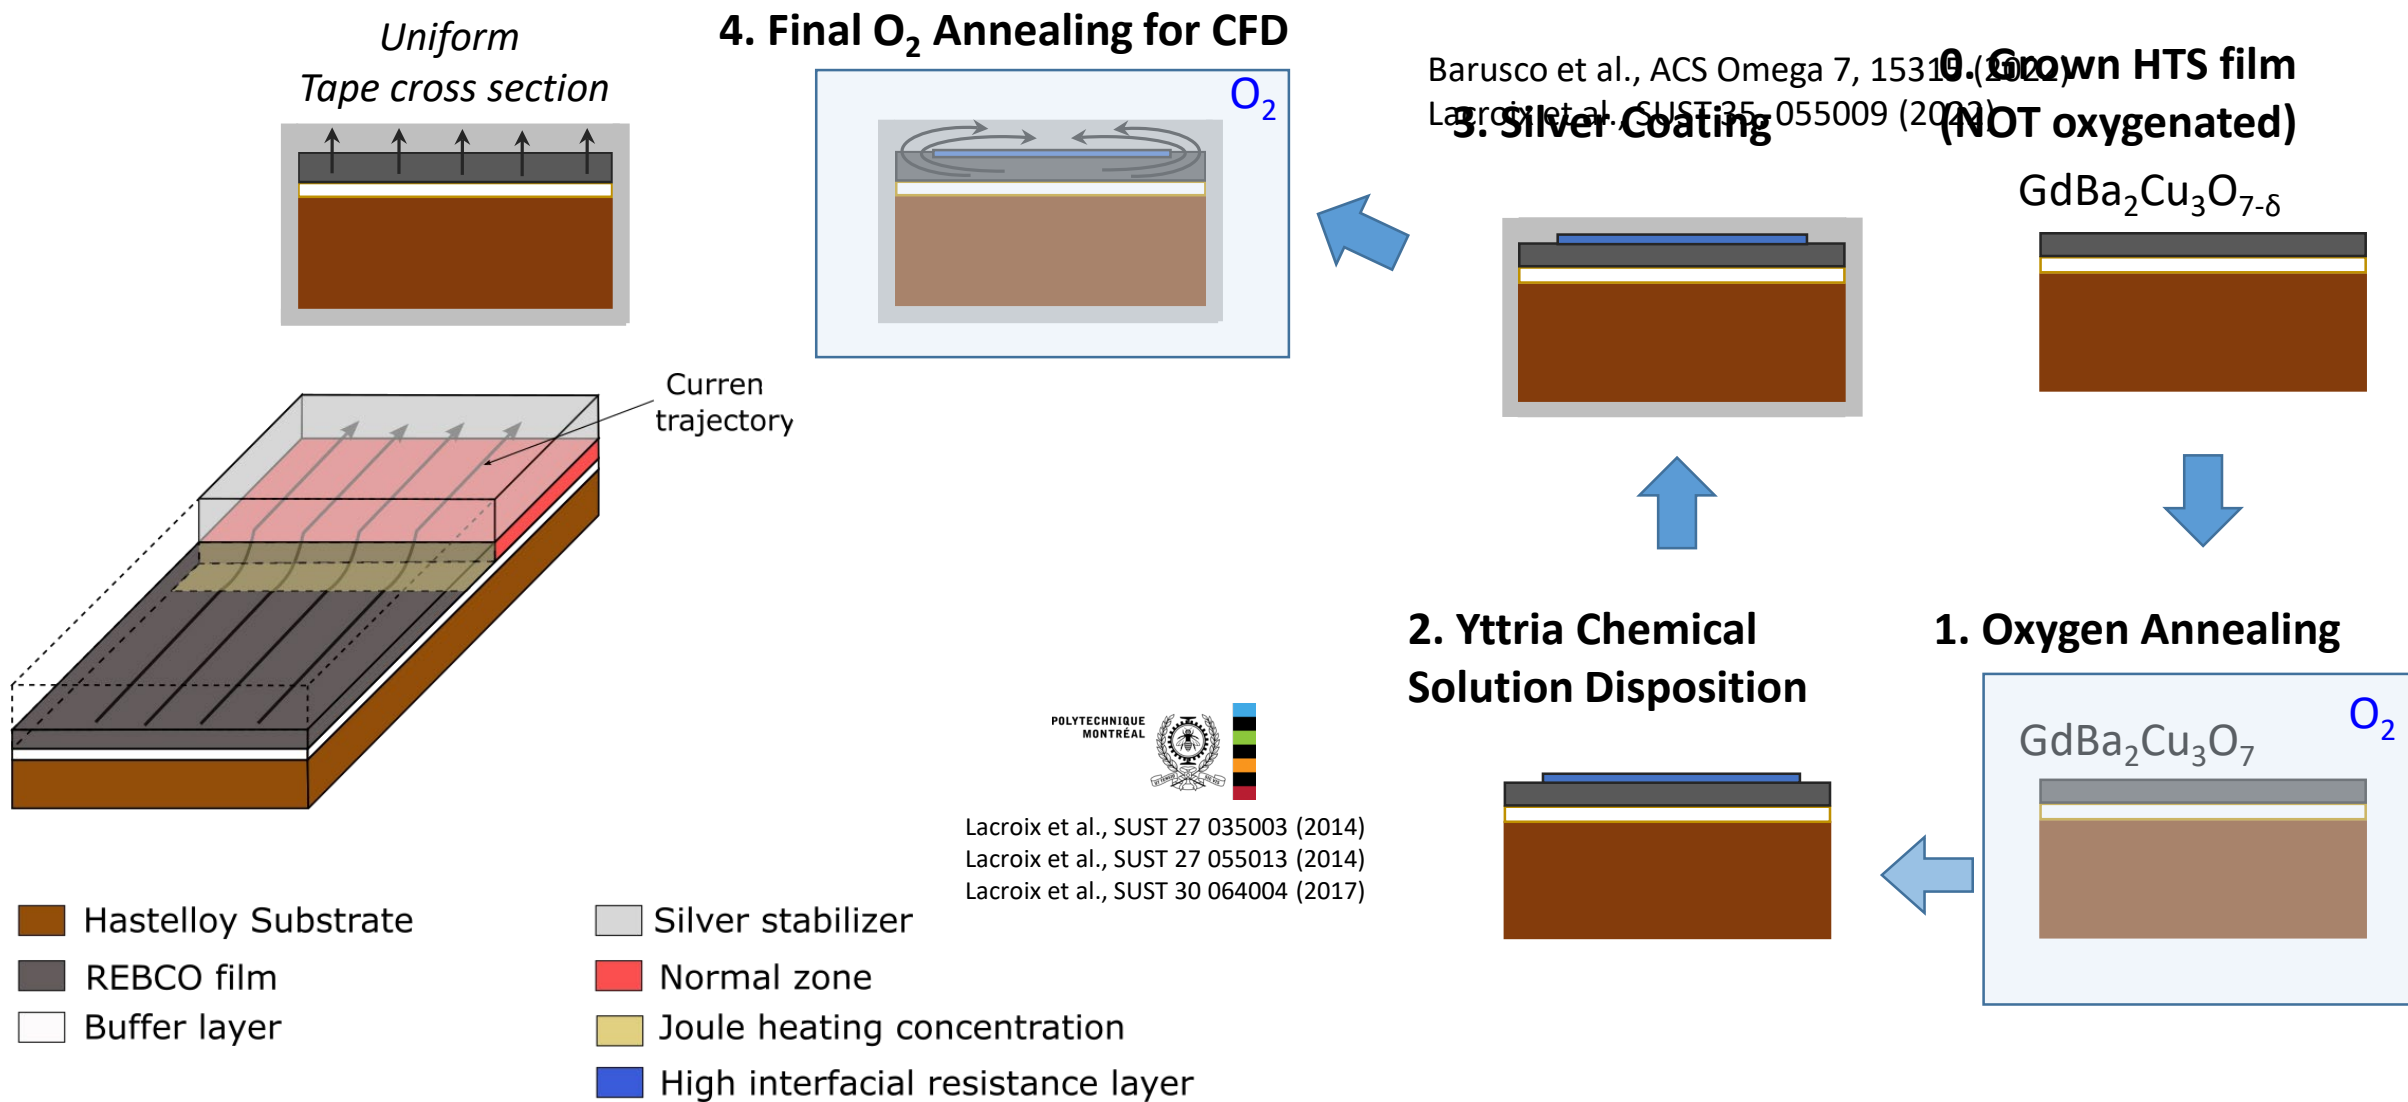 Uniform
Tape cross section
4. Final O₂ Annealing for CFD
O₂
Barusco et al., ACS Omega 7, 15315 (2022)
Lacroix et al., SUST 35, 055009 (2022)
3. Silver Coating
0. Grown HTS film
(NOT oxygenated)
GdBa₂Cu₃O₇₋δ
Curren
trajectory
2. Yttria Chemical
Solution Disposition
1. Oxygen Annealing
O₂
GdBa₂Cu₃O₇
POLYTECHNIQUE
MONTRÉAL
Lacroix et al., SUST 27 035003 (2014)
Lacroix et al., SUST 27 055013 (2014)
Lacroix et al., SUST 30 064004 (2017)
Hastelloy Substrate
REBCO film
Buffer layer
Silver stabilizer
Normal zone
Joule heating concentration
High interfacial resistance layer